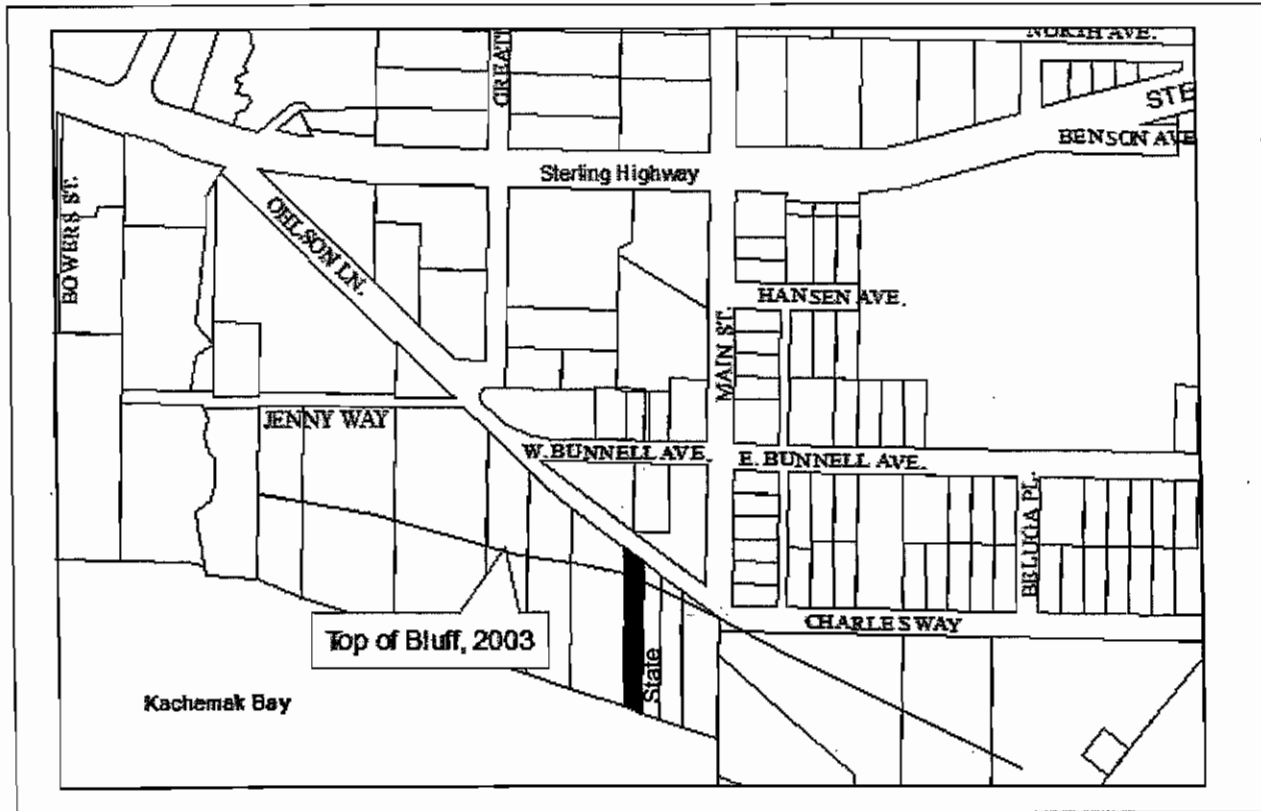 NORTH AVE.
GREATT
STE
BENSON AVE
Sterling Highway
BOWERS ST.
OHLSON LN.
HANSEN AVE.
MAIN ST.
JENNY WAY
W. BUNNELL AVE.
E. BUNNELL AVE.
BELUGA PL.
CHARLES WAY
Top of Bluff, 2003
State
Kachemak Bay